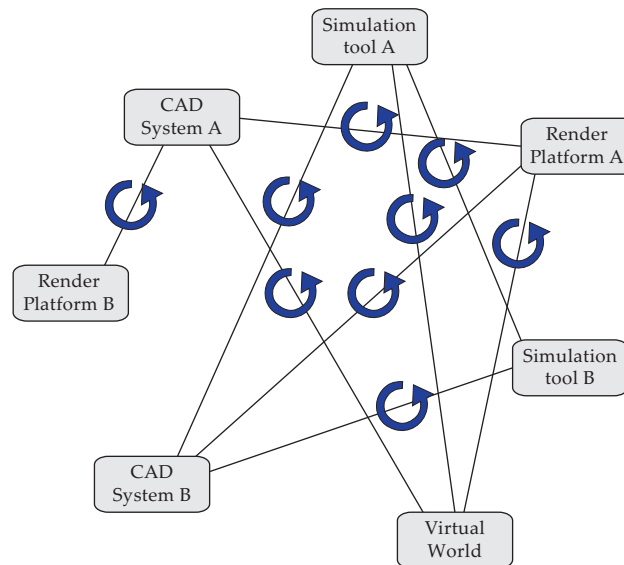 Simulation
tool A
CAD
System A
Render
Platform A
Render
Platform B
Simulation
tool B
CAD
System B
Virtual
World